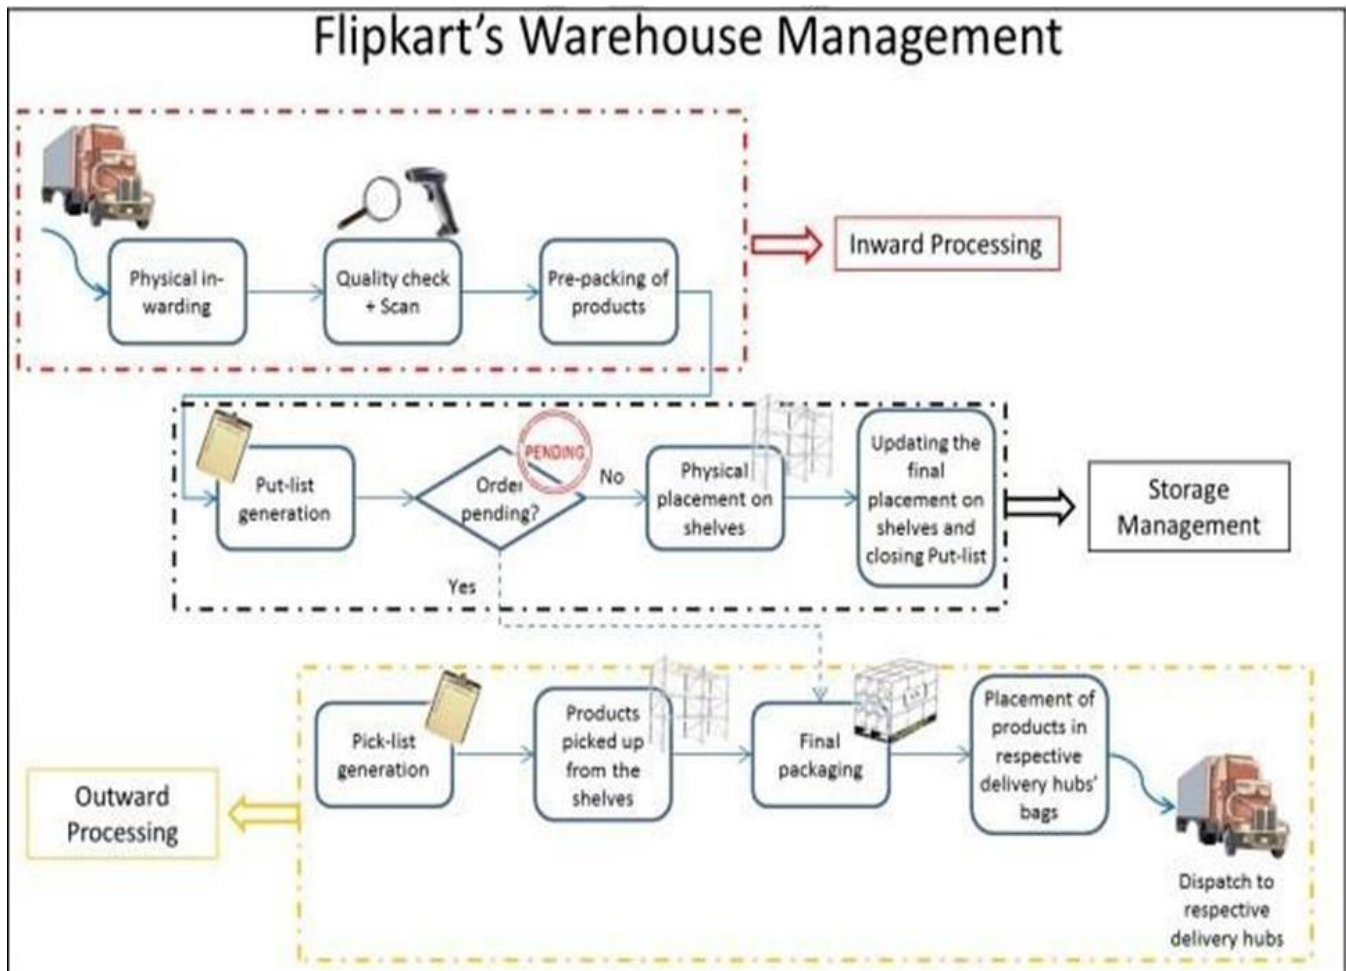 Flipkart's Warehouse Management
Physical in-
warding
Quality check
+ Scan
Pre-packing of
products
Inward Processing
Put-list
generation
Order
pending?
PENDING
No
Yes
Physical
placement on
shelves
Updating the
final
placement on
shelves and
closing Put-list
Storage
Management
Pick-list
generation
Products
picked up
from the
shelves
Final
packaging
Placement of
products in
respective
delivery hubs'
bags
Dispatch to
respective
delivery hubs
Outward
Processing